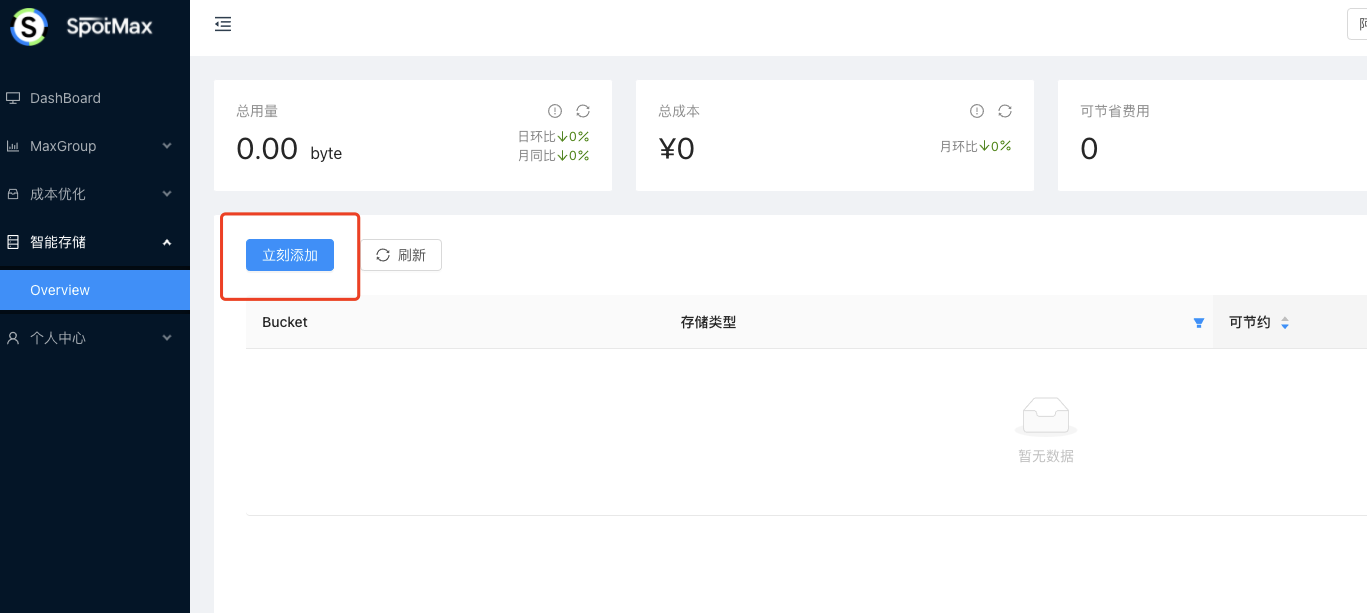 SpotMax
DashBoard
MaxGroup
成本优化
智能存储
Overview
个人中心
总用量
0.00 byte
日环比↓0%
月同比↓0%
总成本
¥0
月环比↓0%
可节省费用
0
立刻添加
刷新
Bucket
存储类型
可节约
暂无数据